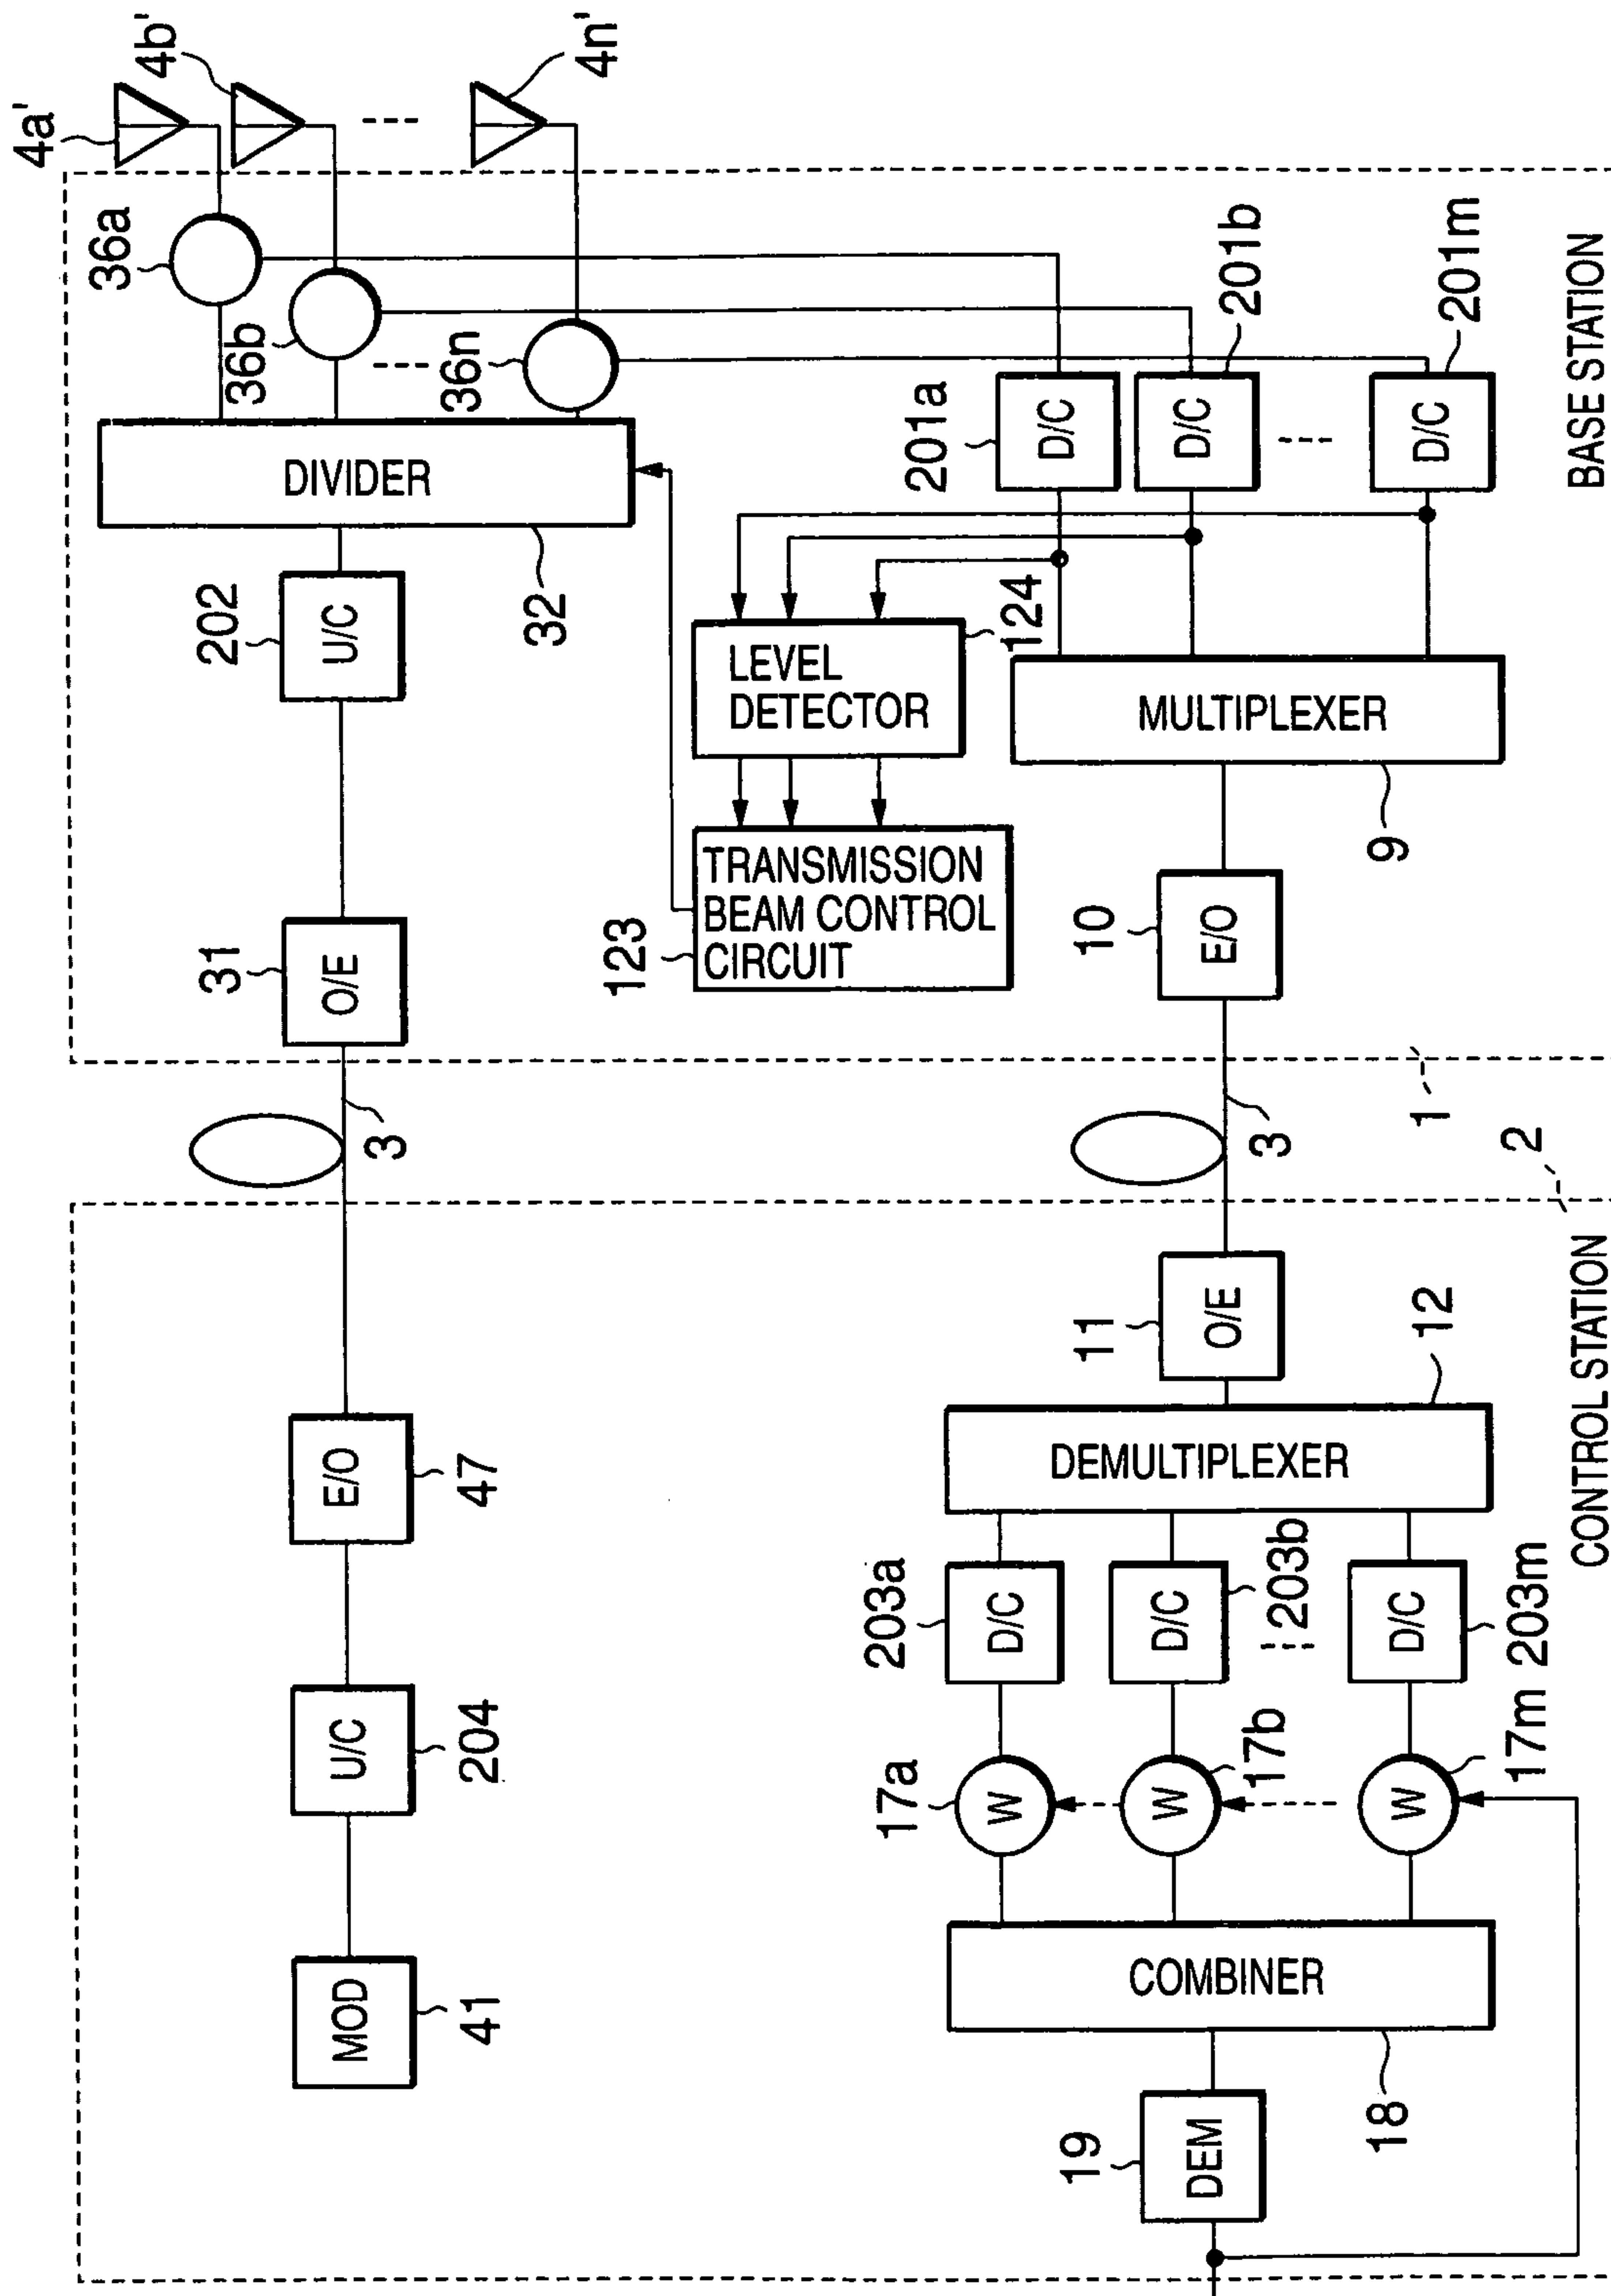 4a'
4b'
4n'
36a
36b
36n
DIVIDER
32
202
U/C
31
O/E
3
47
E/O
204
U/C
41
MOD
201a
D/C
201b
D/C
201m
D/C
124
LEVEL
DETECTOR
123
TRANSMISSION
BEAM CONTROL
CIRCUIT
MULTIPLEXER
9
10
E/O
BASE STATION
1
3
2
11
O/E
12
DEMULTIPLEXER
203a
D/C
203b
D/C
203m
D/C
17a
W
17b
W
17m
W
COMBINER
18
19
DEM
CONTROL STATION